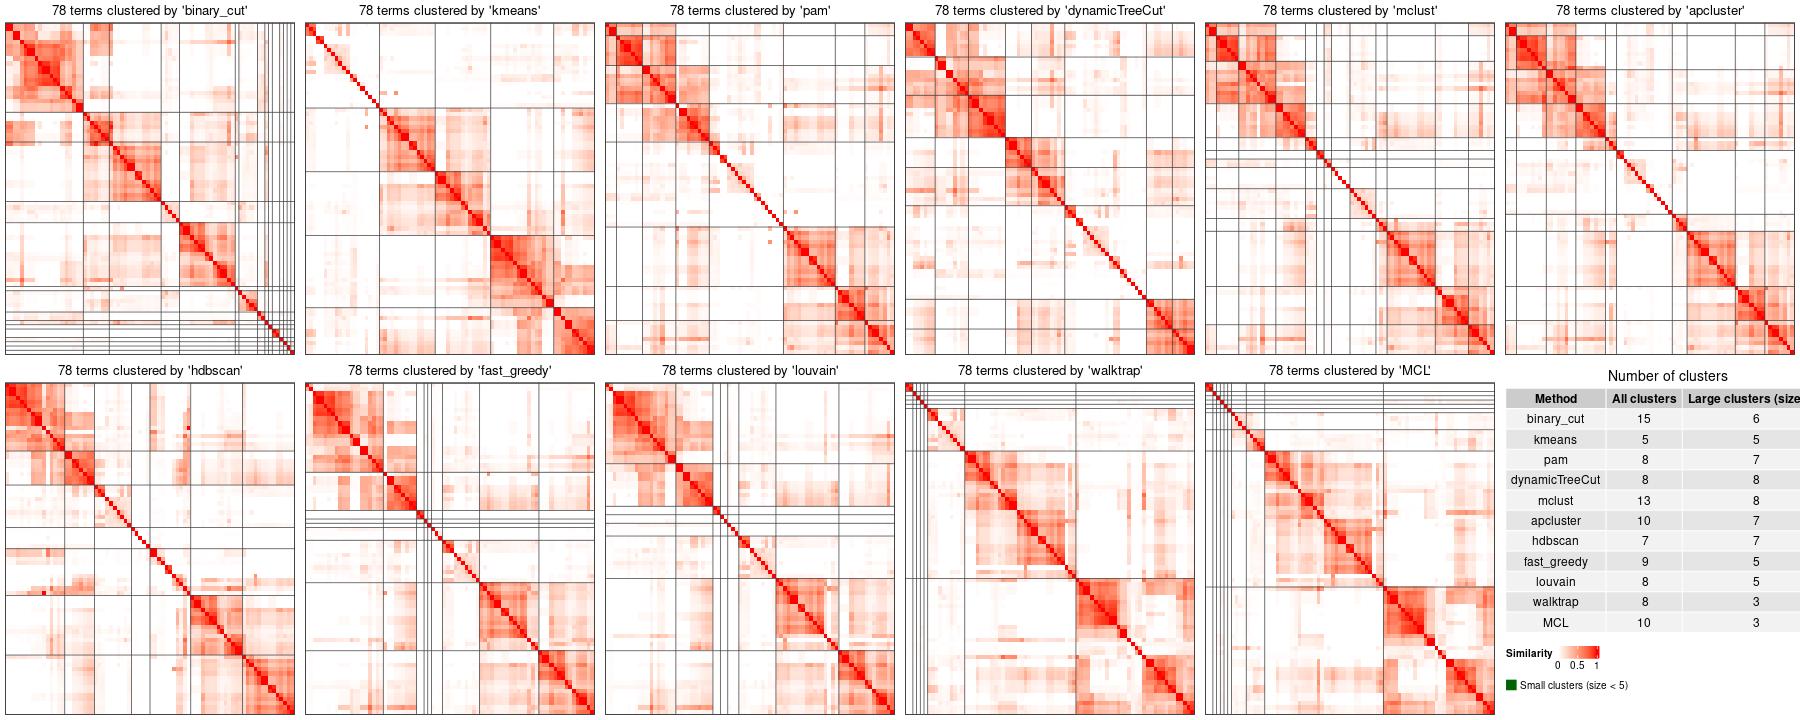 78 terms clustered by 'binary_cut'
78 terms clustered by 'kmeans'
78 terms clustered by 'pam'
78 terms clustered by 'dynamicTreeCut'
78 terms clustered by 'mclust'
78 terms clustered by 'apcluster'
78 terms clustered by 'hdbscan'
78 terms clustered by 'fast_greedy'
78 terms clustered by 'louvain'
78 terms clustered by 'walktrap'
78 terms clustered by 'MCL'
Number of clusters
Method All clusters Large clusters (size
binary_cut 15 6
kmeans 5 5
pam 8 7
dynamicTreeCut 8 8
mclust 13 8
apcluster 10 7
hdbscan 7 7
fast_greedy 9 5
louvain 8 5
walktrap 8 3
MCL 10 3
Similarity
0 0.5 1
Small clusters (size < 5)